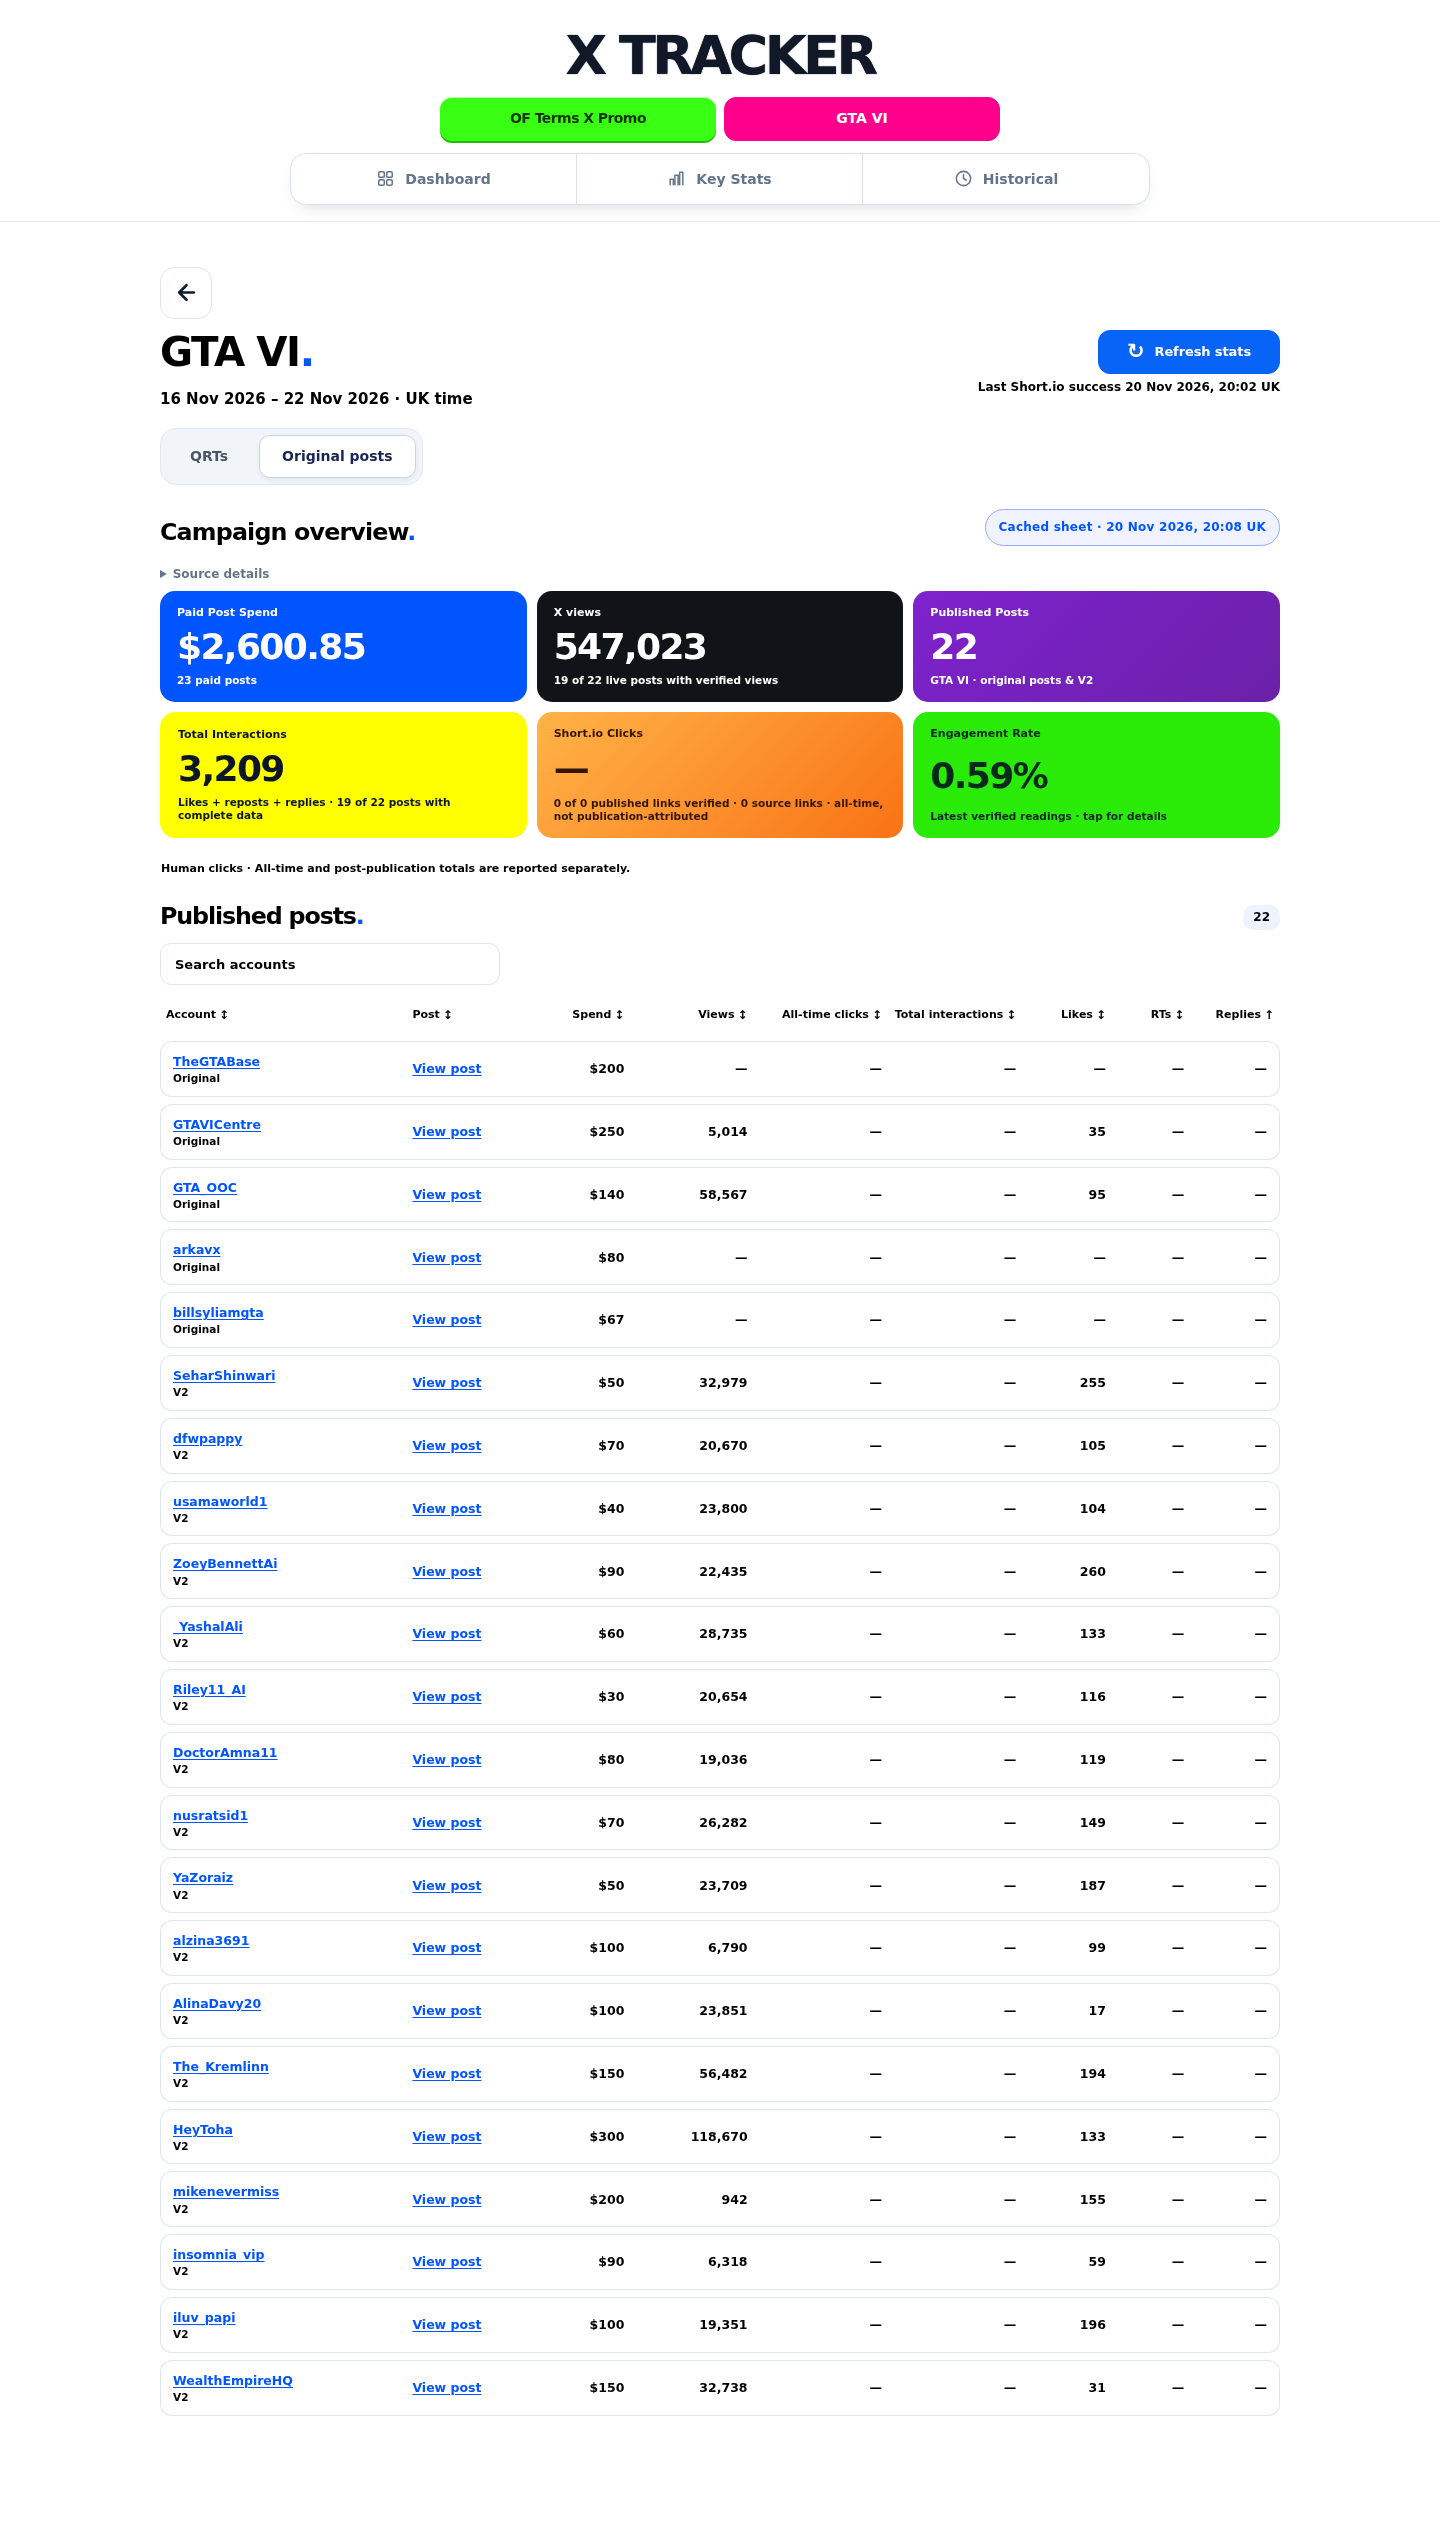 X TRACKER
OF Terms X Promo GTA VI
Dashboard Key Stats Historical
GTA VI.
↻ Refresh stats
Last Short.io success 20 Nov 2026, 20:02 UK
16 Nov 2026 – 22 Nov 2026 · UK time
QRTs Original posts
Campaign overview.
Cached sheet · 20 Nov 2026, 20:08 UK
▶ Source details
Paid Post Spend
$2,600.85
23 paid posts
X views
547,023
19 of 22 live posts with verified views
Published Posts
22
GTA VI · original posts & V2
Total Interactions
3,209
Likes + reposts + replies · 19 of 22 posts with
complete data
Short.io Clicks
—
0 of 0 published links verified · 0 source links · all-time,
not publication-attributed
Engagement Rate
0.59%
Latest verified readings · tap for details
Human clicks · All-time and post-publication totals are reported separately.
Published posts.
22
Search accounts
Account ↕ Post ↕ Spend ↕ Views ↕ All-time clicks ↕ Total interactions ↕ Likes ↕ RTs ↕ Replies ↑
TheGTABase
Original
View post $200 — — — — — —
GTAVICentre
Original
View post $250 5,014 — — 35 — —
GTA_OOC
Original
View post $140 58,567 — — 95 — —
arkavx
Original
View post $80 — — — — — —
billsyliamgta
Original
View post $67 — — — — — —
SeharShinwari
V2
View post $50 32,979 — — 255 — —
dfwpappy
V2
View post $70 20,670 — — 105 — —
usamaworld1
V2
View post $40 23,800 — — 104 — —
ZoeyBennettAi
V2
View post $90 22,435 — — 260 — —
_YashalAli
V2
View post $60 28,735 — — 133 — —
Riley11_AI
V2
View post $30 20,654 — — 116 — —
DoctorAmna11
V2
View post $80 19,036 — — 119 — —
nusratsid1
V2
View post $70 26,282 — — 149 — —
YaZoraiz
V2
View post $50 23,709 — — 187 — —
alzina3691
V2
View post $100 6,790 — — 99 — —
AlinaDavy20
V2
View post $100 23,851 — — 17 — —
The_Kremlinn
V2
View post $150 56,482 — — 194 — —
HeyToha
V2
View post $300 118,670 — — 133 — —
mikenevermiss
V2
View post $200 942 — — 155 — —
insomnia_vip
V2
View post $90 6,318 — — 59 — —
iluv_papi
V2
View post $100 19,351 — — 196 — —
WealthEmpireHQ
V2
View post $150 32,738 — — 31 — —